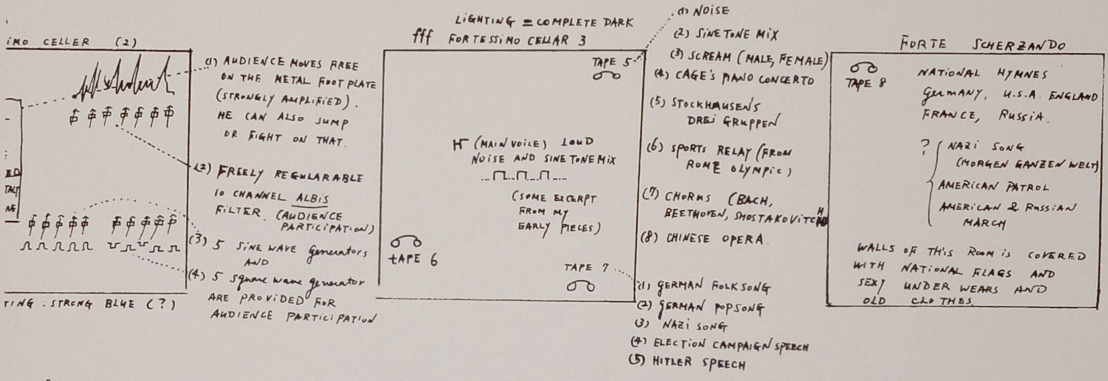 IMO CELLER (2)
(1) AUDIENCE MOVES FREE
ON THE METAL FOOT PLATE
(STRONGLY AMPLIFIED).
HE CAN ALSO JUMP
OR FIGHT ON THAT.
(2) FREELY REGULARABLE
10 CHANNEL ALBIS
FILTER. (AUDIENCE
PARTICIPATION)
(3) 5 SINE WAVE GENERATORS
AND
(4) 5 SQUARE WAVE GENERATOR
ARE PROVIDED FOR
AUDIENCE PARTICIPATION
ED
TING : STRONG BLUE (?)
LIGHTING = COMPLETE DARK
fff FORTESSIMO CELLAR 3
TAPE 5
(MAIN VOICE) LOUD
NOISE AND SINE TONE MIX
(SOME EXCERPT
FROM MY
EARLY PIECES)
TAPE 6
TAPE 7
(1) NOISE
(2) SINE TONE MIX
(3) SCREAM (MALE, FEMALE)
(4) CAGE'S PIANO CONCERTO
(5) STOCKHAUSEN'S
DREI GRUPPEN
(6) SPORTS RELAY (FROM
ROME OLYMPIC)
(7) CHORUS (BACH,
BEETHOVEN, SHOSTAKOVITCH
(8) CHINESE OPERA.
(1) GERMAN FOLKSONG
(2) GERMAN POPSONG
(3) NAZI SONG
(4) ELECTION CAMPAIGN SPEECH
(5) HITLER SPEECH
FORTE SCHERZANDO
TAPE 8
NATIONAL HYMNES
GERMANY, U.S.A. ENGLAND
FRANCE, RUSSIA.
? NAZI SONG
(MORGEN GANZEN WELT)
AMERICAN PATROL
AMERICAN & RUSSIAN
MARCH
WALLS OF THIS ROOM IS COVERED
WITH NATIONAL FLAGS AND
SEXY UNDER WEARS AND
OLD CLOTHES.